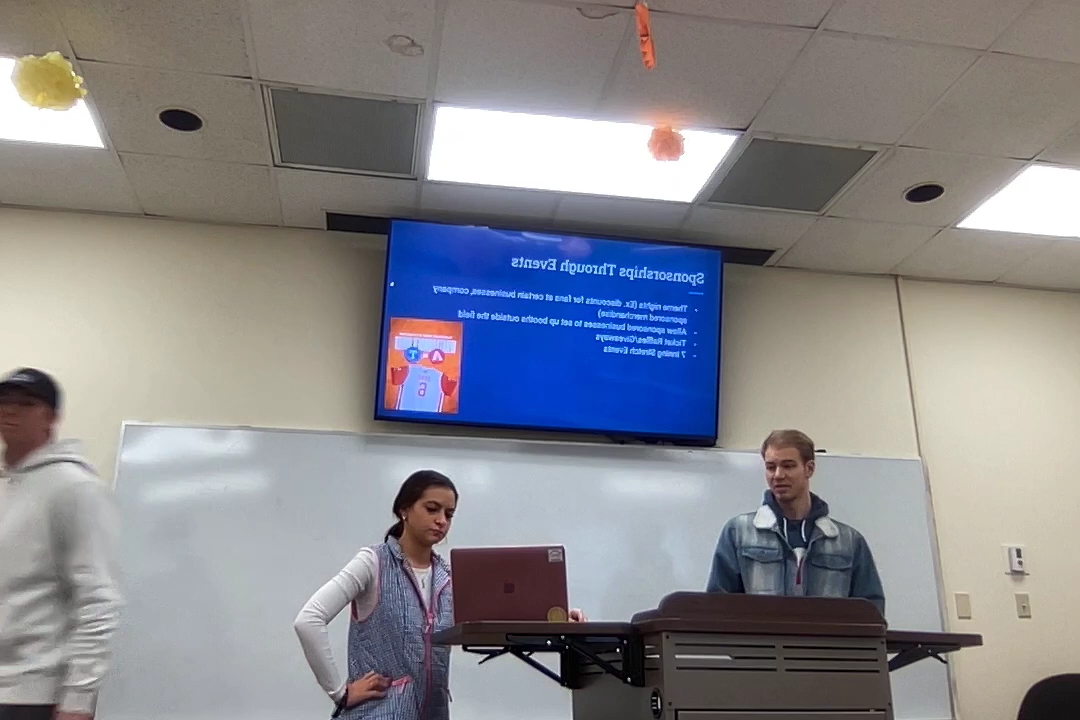 Sponsorships Through Events
Theme nights (Ex. discounts for fans at certain businesses, company
sponsored merchandise)
Allow sponsored businesses to set up booths outside the field
Ticket Raffles/Giveaways
7 Inning Stretch Events
6